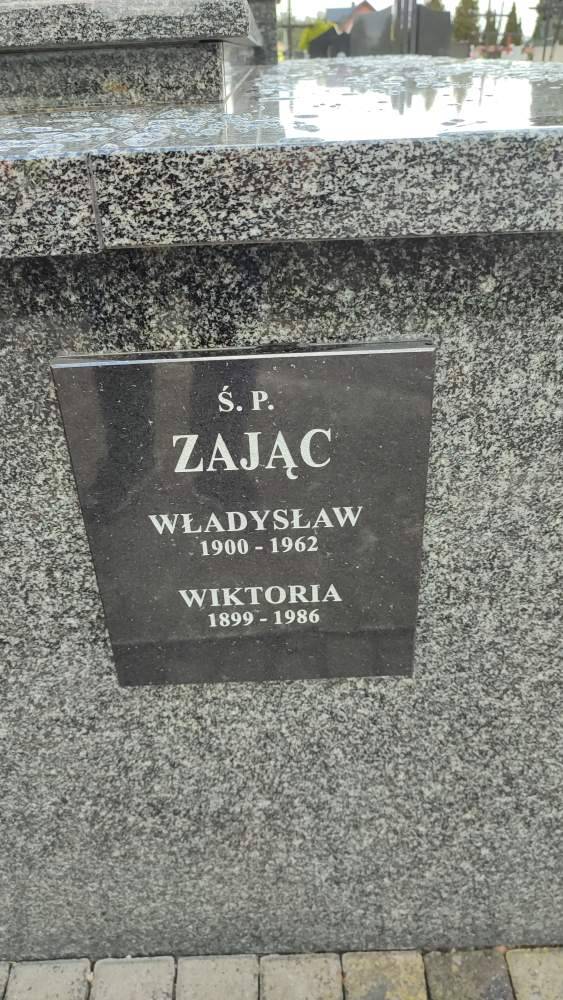 Ś. P.
ZAJĄC
WŁADYSŁAW
1900 - 1962
WIKTORIA
1899 - 1986